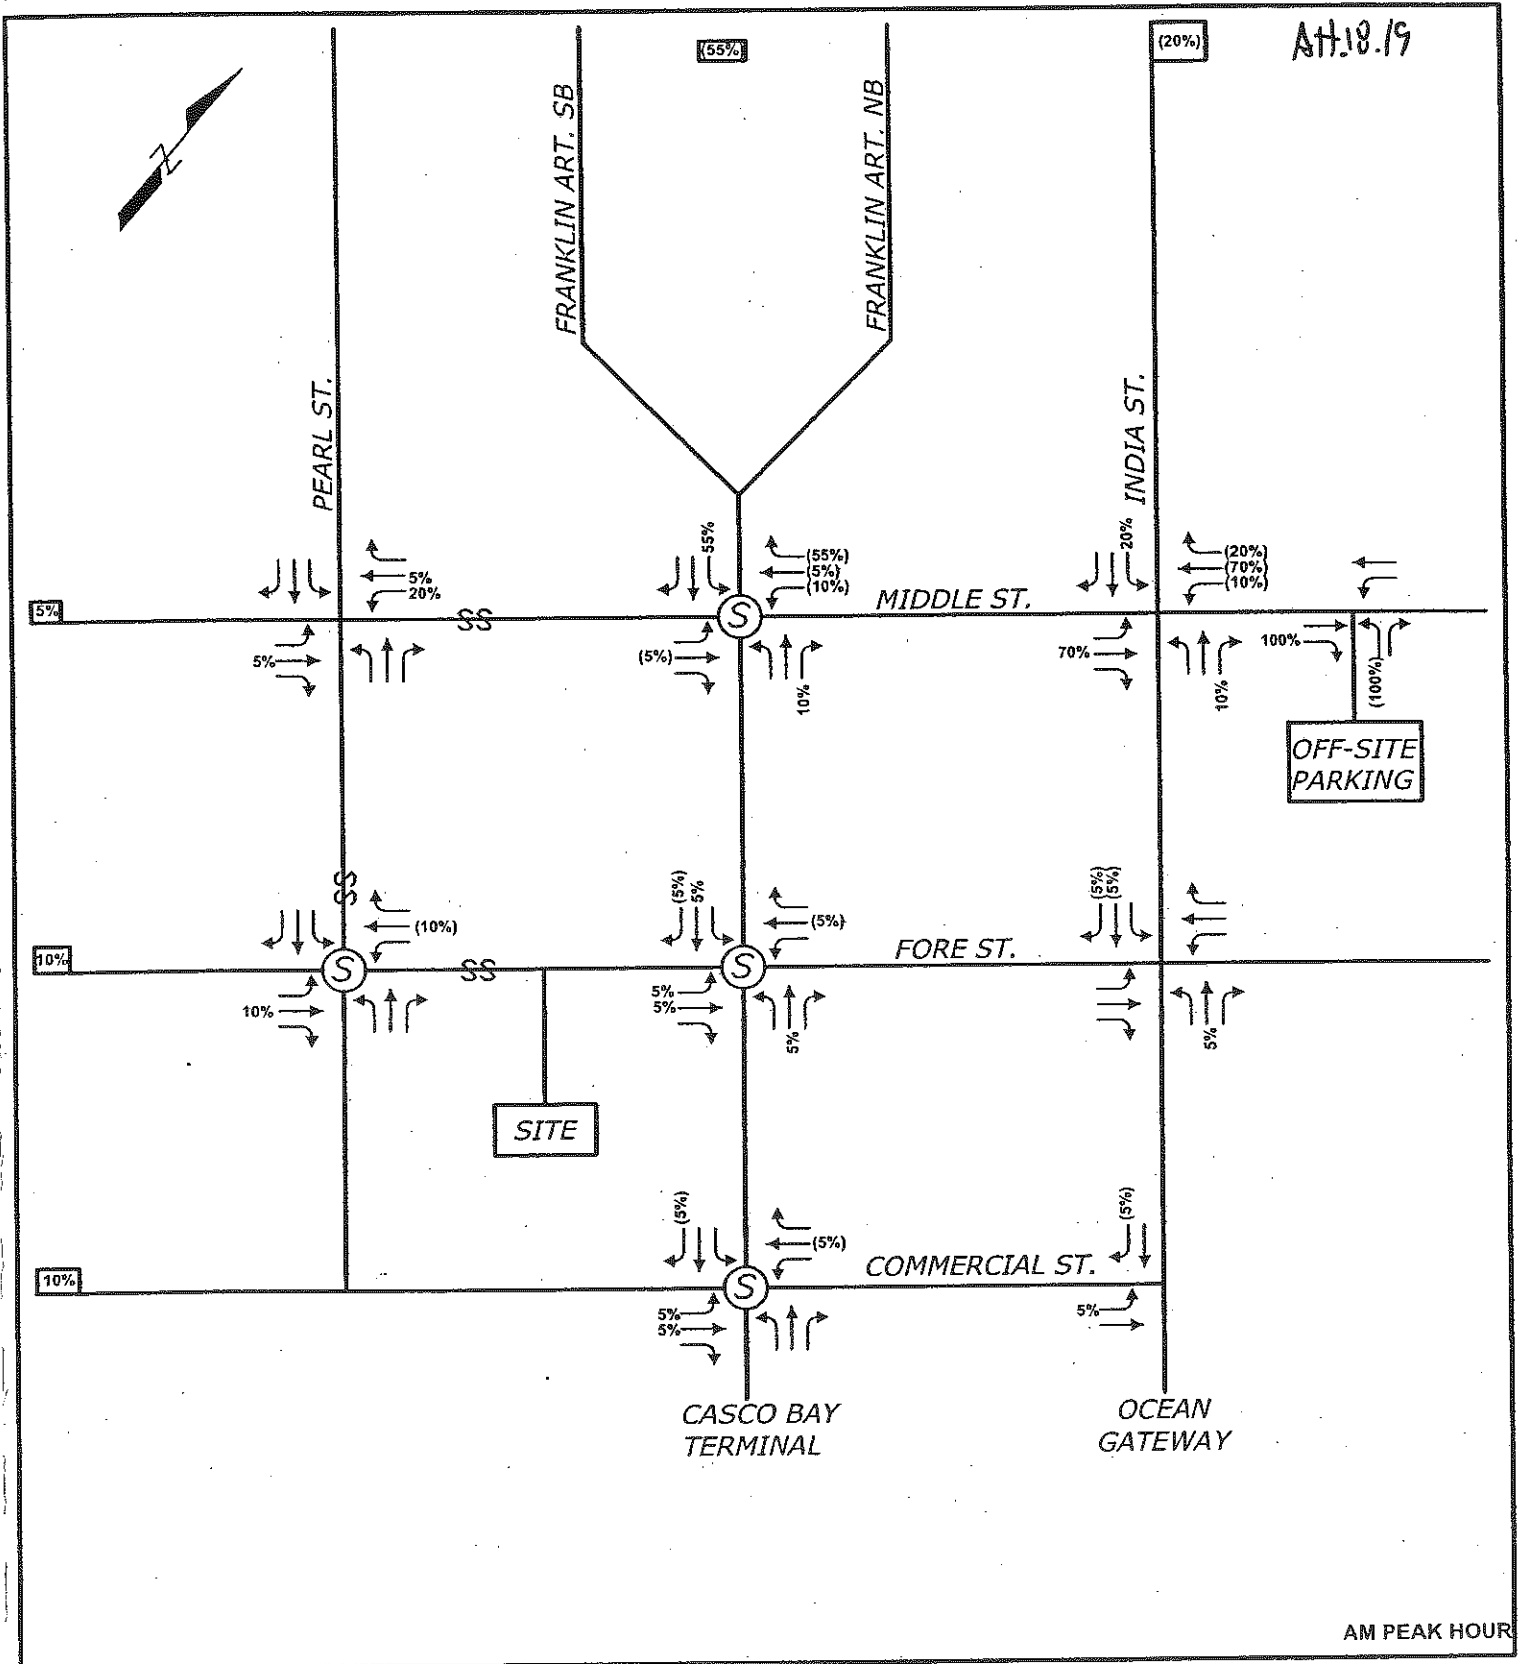 (55%)
(20%)
AH.18.19
FRANKLIN ART. SB
FRANKLIN ART. NB
PEARL ST.
INDIA ST.
N
5%
5%
20%
5%
SS
55%
(55%)
(5%)
(10%)
S
(5%)
10%
MIDDLE ST.
20%
(20%)
(70%)
(10%)
70%
10%
100%
(100%)
OFF-SITE
PARKING
SS
10%
(10%)
S
10%
SS
(5%)
5%
(5%)
S
5%
5%
5%
FORE ST.
(5%)
(5%)
5%
SITE
10%
(5%)
(5%)
S
5%
5%
COMMERCIAL ST.
(5%)
5%
CASCO BAY
TERMINAL
OCEAN
GATEWAY
AM PEAK HOUR